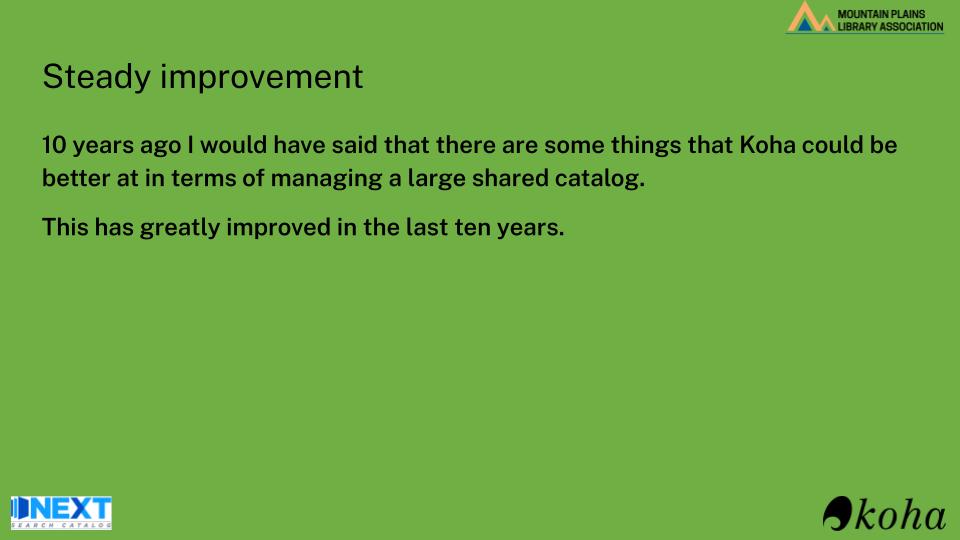 MOUNTAIN PLAINS
LIBRARY ASSOCIATION
Steady improvement
10 years ago I would have said that there are some things that Koha could be
better at in terms of managing a large shared catalog.
This has greatly improved in the last ten years.
NEXT
SEARCH CATALOG
koha